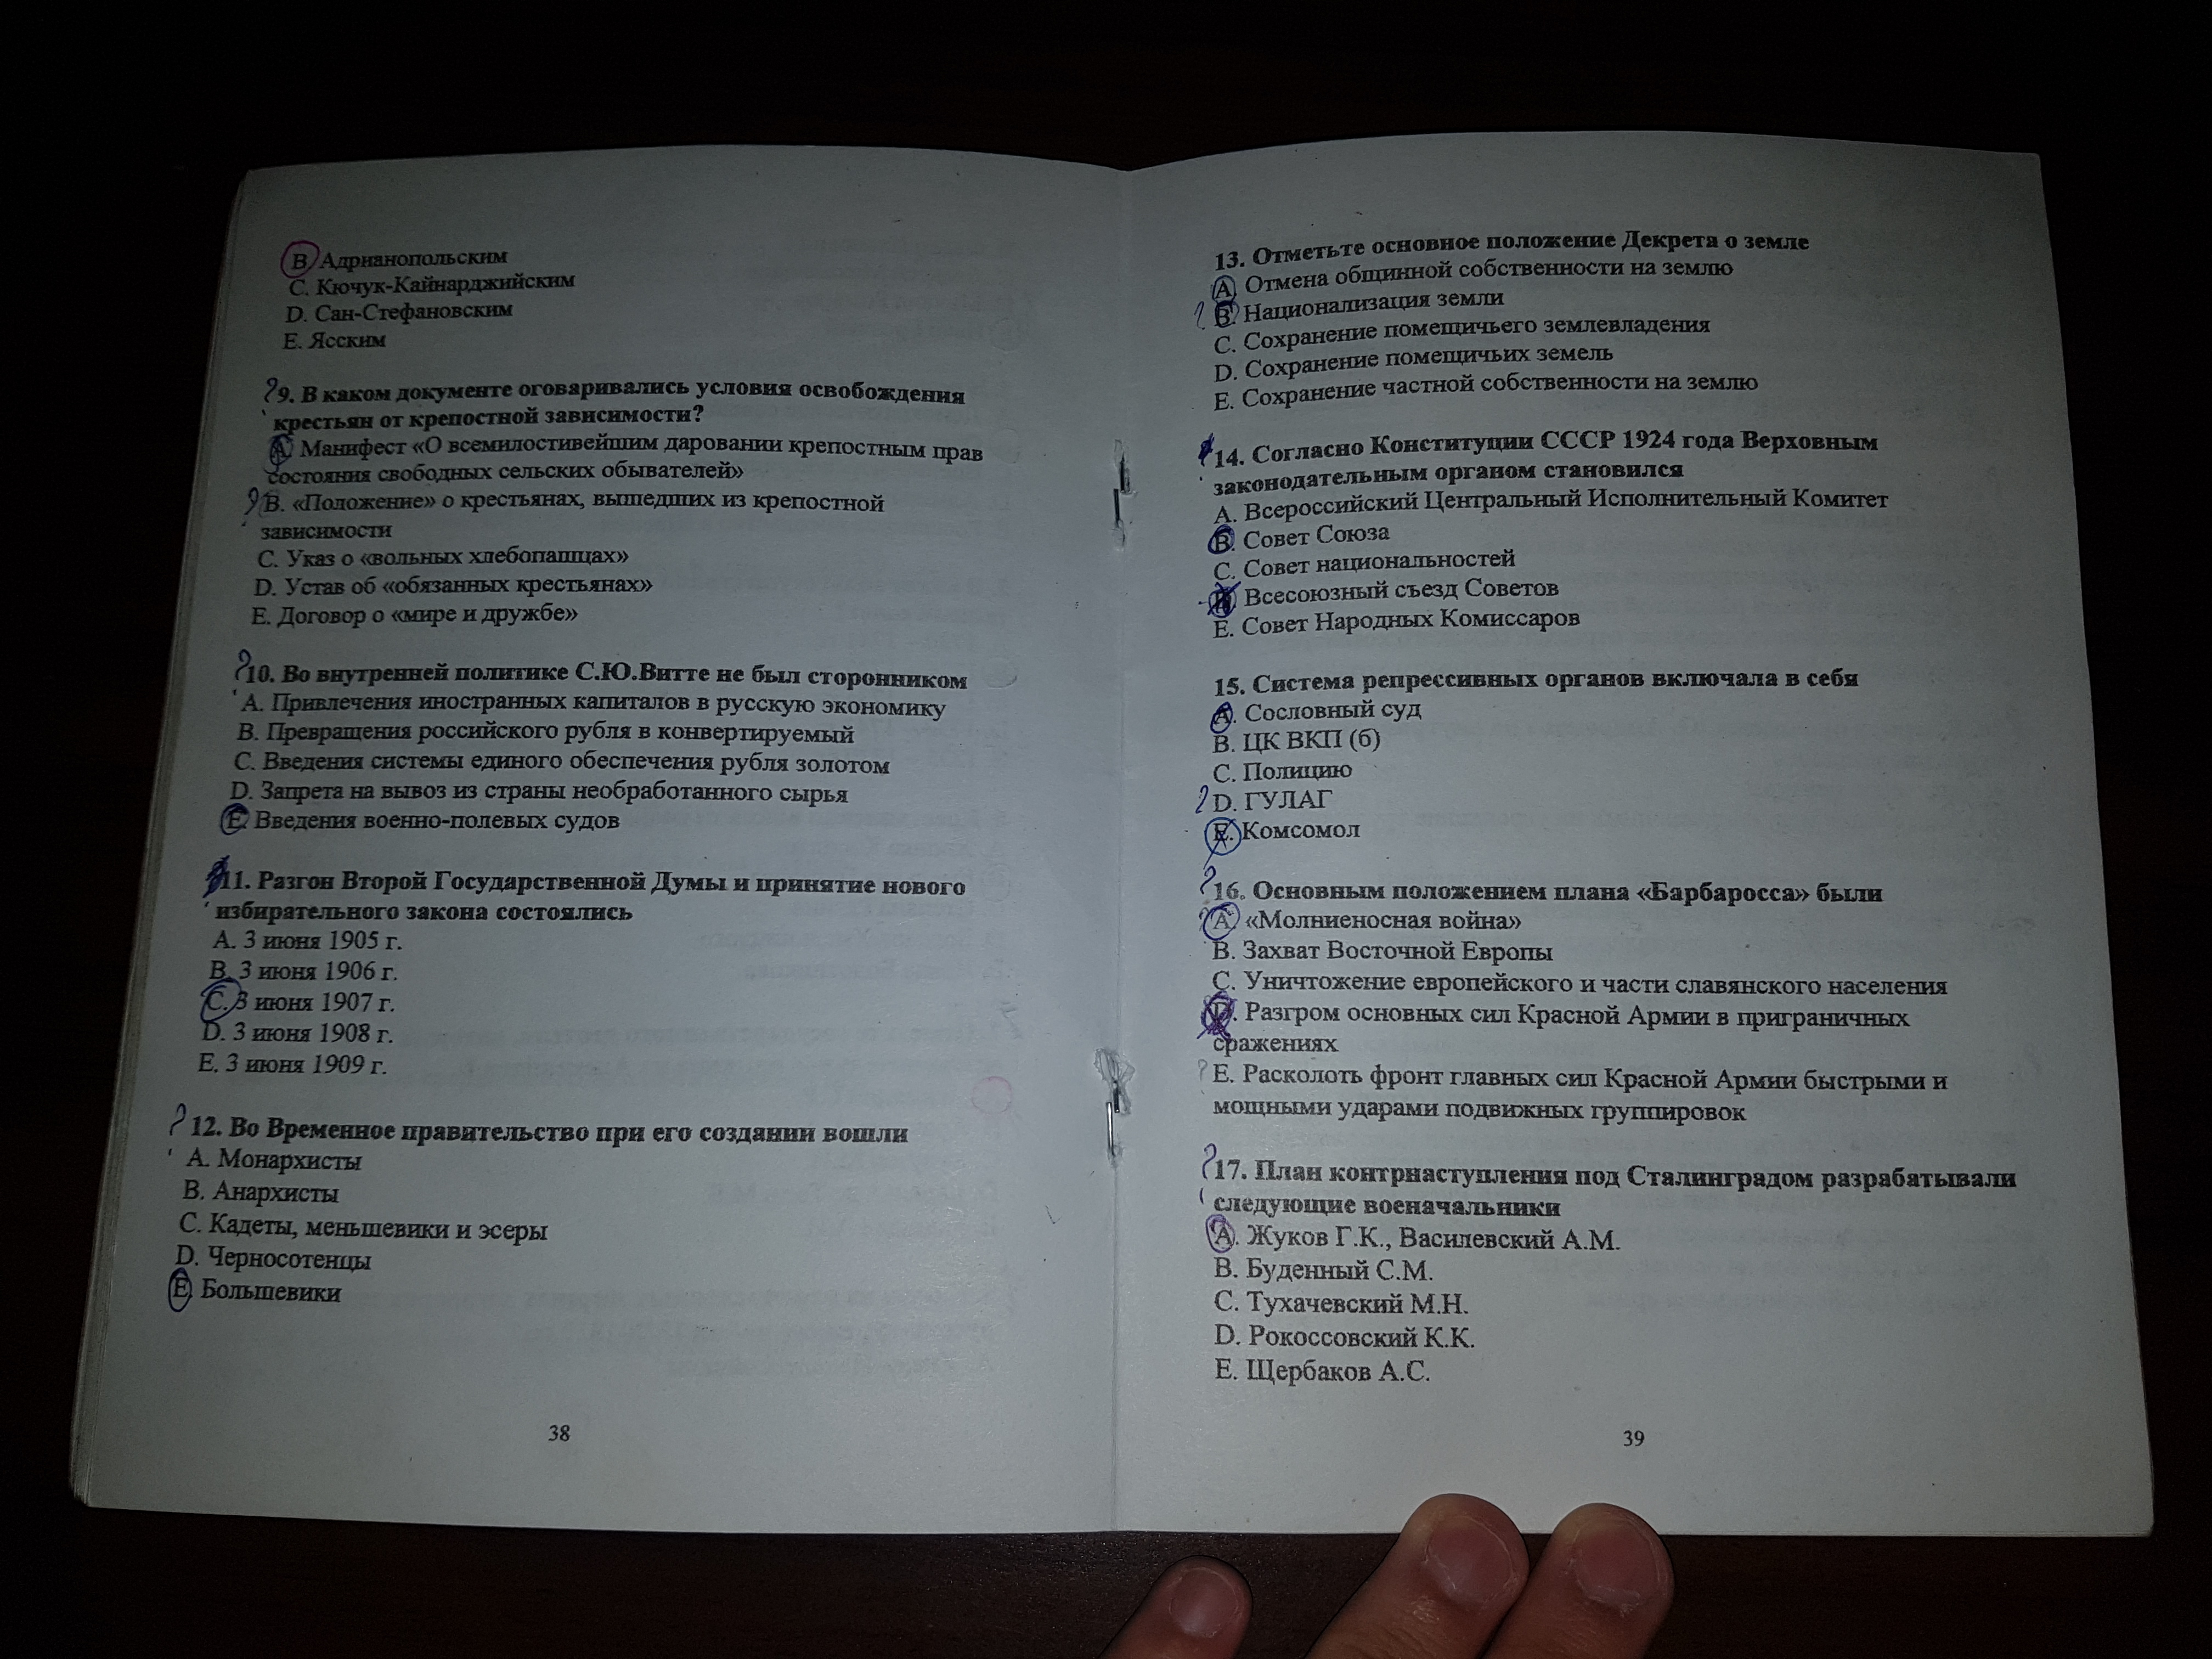 B. Адрианопольским
C. Кючук-Кайнарджийским
D. Сан-Стефановским
E. Ясским
? 9. В каком документе оговаривались условия освобождения
крестьян от крепостной зависимости?
A. Манифест «О всемилостивейшим даровании крепостным прав
состояния свободных сельских обывателей»
? B. «Положение» о крестьянах, вышедших из крепостной
зависимости
C. Указ о «вольных хлебопашцах»
D. Устав об «обязанных крестьянах»
E. Договор о «мире и дружбе»
? 10. Во внутренней политике С.Ю.Витте не был сторонником
A. Привлечения иностранных капиталов в русскую экономику
B. Превращения российского рубля в конвертируемый
C. Введения системы единого обеспечения рубля золотом
D. Запрета на вывоз из страны необработанного сырья
E. Введения военно-полевых судов
11. Разгон Второй Государственной Думы и принятие нового
избирательного закона состоялись
A. 3 июня 1905 г.
B. 3 июня 1906 г.
C. 3 июня 1907 г.
D. 3 июня 1908 г.
E. 3 июня 1909 г.
? 12. Во Временное правительство при его создании вошли
A. Монархисты
B. Анархисты
C. Кадеты, меньшевики и эсеры
D. Черносотенцы
E. Большевики
38
13. Отметьте основное положение Декрета о земле
A. Отмена общинной собственности на землю
? B. Национализация земли
C. Сохранение помещичьего землевладения
D. Сохранение помещичьих земель
E. Сохранение частной собственности на землю
14. Согласно Конституции СССР 1924 года Верховным
законодательным органом становился
A. Всероссийский Центральный Исполнительный Комитет
B. Совет Союза
C. Совет национальностей
D. Всесоюзный съезд Советов
E. Совет Народных Комиссаров
15. Система репрессивных органов включала в себя
A. Сословный суд
B. ЦК ВКП (б)
C. Полицию
? D. ГУЛАГ
E. Комсомол
? 16. Основным положением плана «Барбаросса» были
? A. «Молниеносная война»
B. Захват Восточной Европы
C. Уничтожение европейского и части славянского населения
D. Разгром основных сил Красной Армии в приграничных
сражениях
? E. Расколоть фронт главных сил Красной Армии быстрыми и
мощными ударами подвижных группировок
? 17. План контрнаступления под Сталинградом разрабатывали
следующие военачальники
A. Жуков Г.К., Василевский А.М.
B. Буденный С.М.
C. Тухачевский М.Н.
D. Рокоссовский К.К.
E. Щербаков А.С.
39